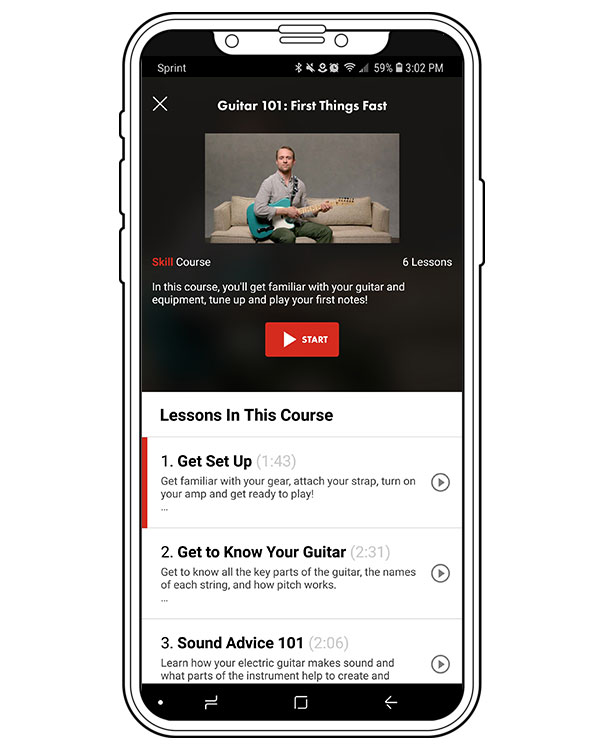 Sprint 59% 3:02 PM
Guitar 101: First Things Fast
Skill Course 6 Lessons
In this course, you'll get familiar with your guitar and
equipment, tune up and play your first notes!
START
Lessons In This Course
1. Get Set Up (1:43)
Get familiar with your gear, attach your strap, turn on
your amp and get ready to play!
...
2. Get to Know Your Guitar (2:31)
Get to know all the key parts of the guitar, the names
of each string, and how pitch works.
...
3. Sound Advice 101 (2:06)
Learn how your electric guitar makes sound and
what parts of the instrument help to create and